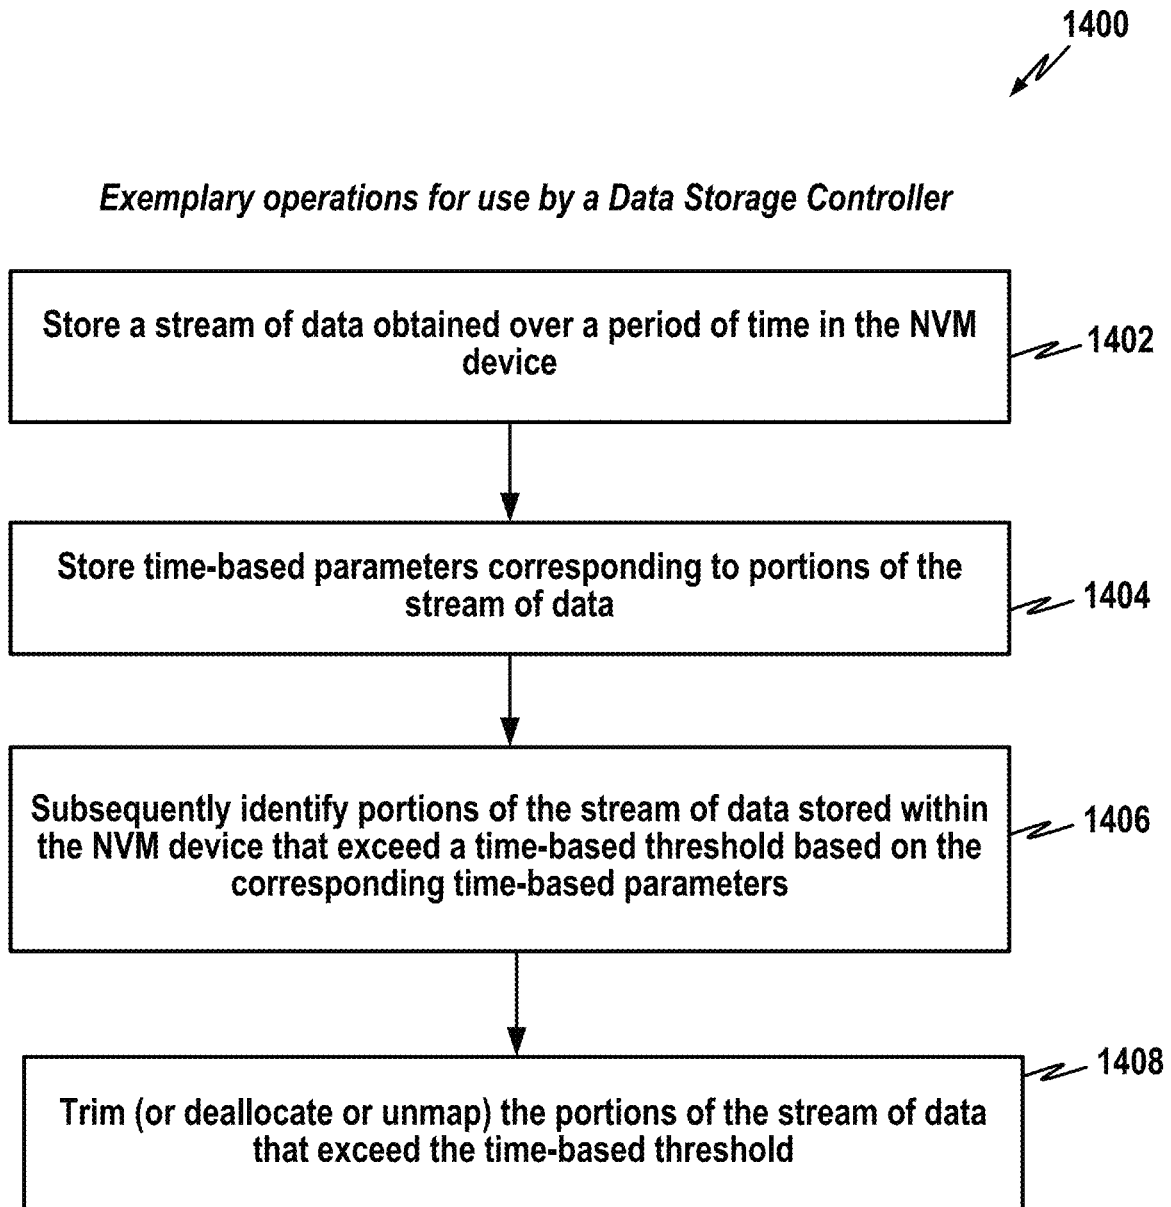 1400
Exemplary operations for use by a Data Storage Controller
Store a stream of data obtained over a period of time in the NVM
device
1402
Store time-based parameters corresponding to portions of the
stream of data
1404
Subsequently identify portions of the stream of data stored within
the NVM device that exceed a time-based threshold based on the
corresponding time-based parameters
1406
Trim (or deallocate or unmap) the portions of the stream of data
that exceed the time-based threshold
1408